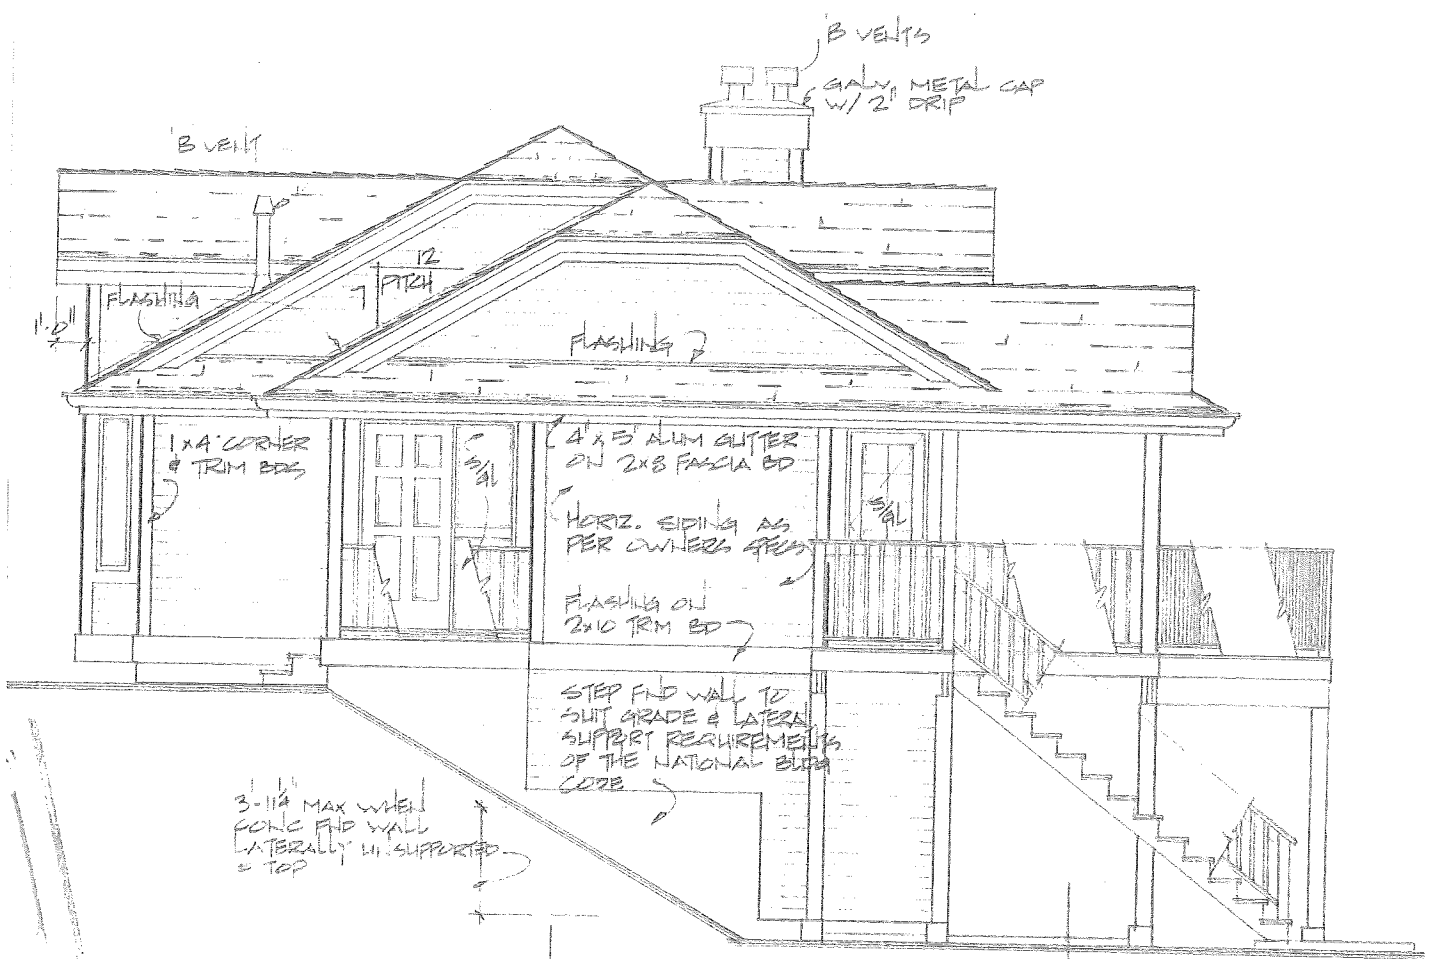 'B' VENTS
GALV. METAL CAP
W/ 2" DRIP
'B' VENT
12
PITCH
7
FLASHING
1'-0"
FLASHING
1x4 CORNER
& TRIM BDS
S/GL
4" x 5" ALUM GUTTER
ON 2x8 FASCIA BD
S/GL
HORIZ. SIDING AS
PER OWNERS SPECS
FLASHING ON
2x10 TRIM BD
STEP FND WALL TO
SUIT GRADE & LATERAL
SUPPORT REQUIREMENTS
OF THE NATIONAL BLDG
CODE
3'-11¼" MAX WHEN
CONC FND WALL
LATERALLY UNSUPPORTED
@ TOP